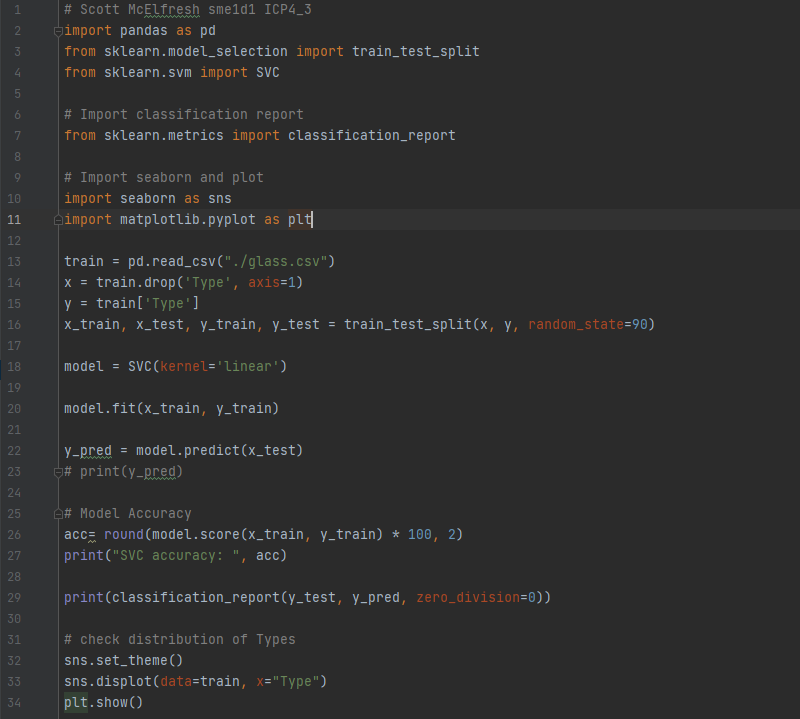 1 # Scott McElfresh sme1d1 ICP4_3
2 import pandas as pd
3 from sklearn.model_selection import train_test_split
4 from sklearn.svm import SVC
5
6 # Import classification report
7 from sklearn.metrics import classification_report
8
9 # Import seaborn and plot
10 import seaborn as sns
11 import matplotlib.pyplot as plt
12
13 train = pd.read_csv("./glass.csv")
14 x = train.drop('Type', axis=1)
15 y = train['Type']
16 x_train, x_test, y_train, y_test = train_test_split(x, y, random_state=90)
17
18 model = SVC(kernel='linear')
19
20 model.fit(x_train, y_train)
21
22 y_pred = model.predict(x_test)
23 # print(y_pred)
24
25 # Model Accuracy
26 acc= round(model.score(x_train, y_train) * 100, 2)
27 print("SVC accuracy: ", acc)
28
29 print(classification_report(y_test, y_pred, zero_division=0))
30
31 # check distribution of Types
32 sns.set_theme()
33 sns.displot(data=train, x="Type")
34 plt.show()